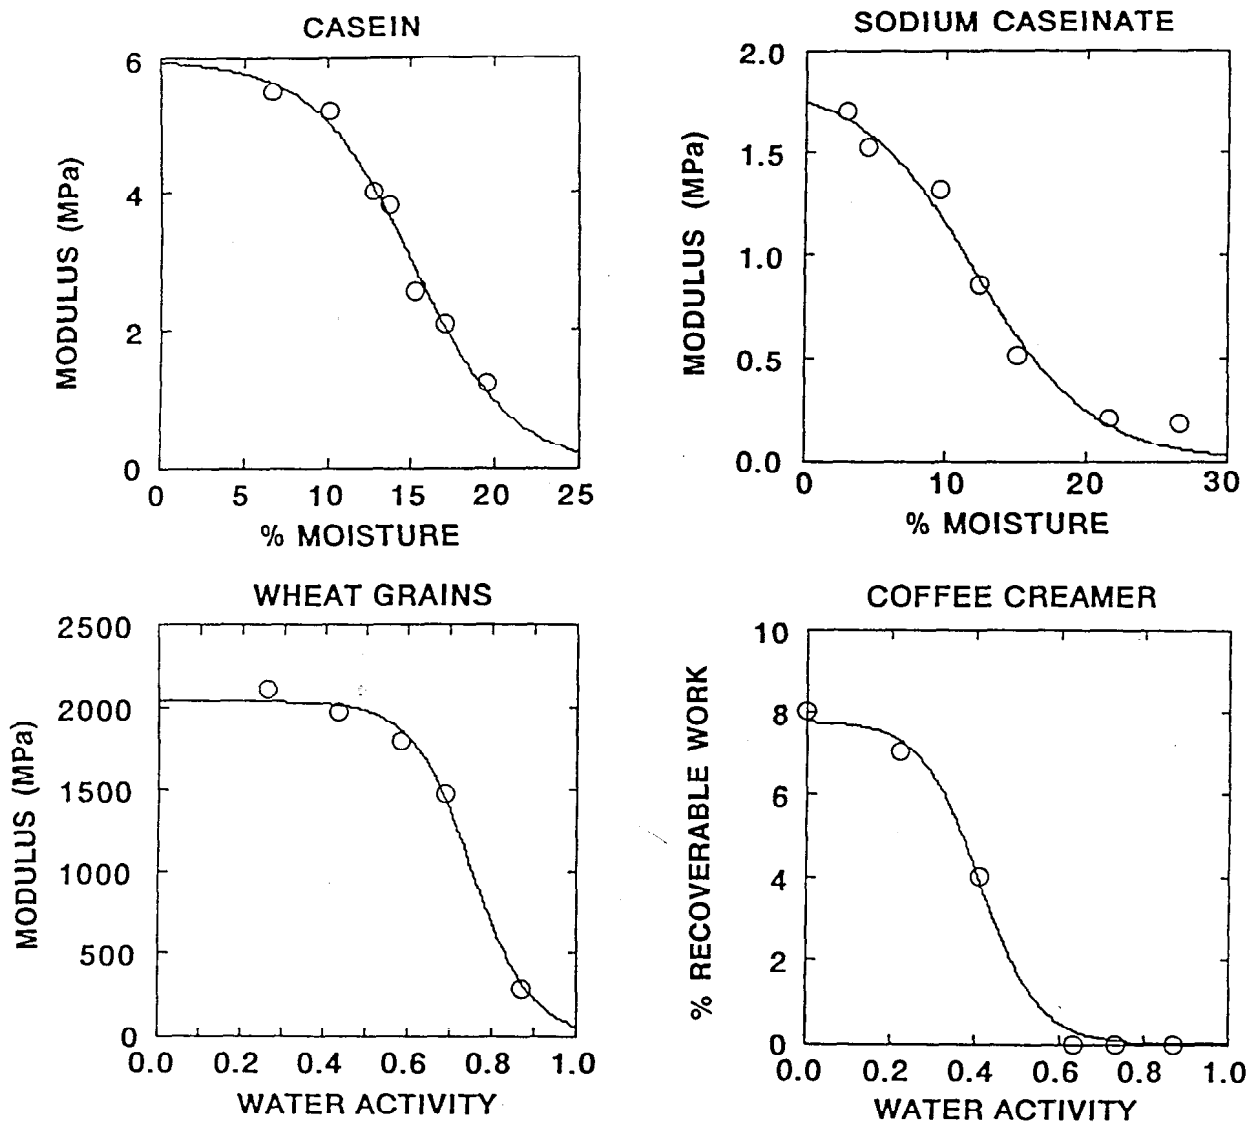 CASEIN
MODULUS (MPa)
6
4
2
0
0 5 10 15 20 25
% MOISTURE
SODIUM CASEINATE
MODULUS (MPa)
2.0
1.5
1.0
0.5
0.0
0 10 20 30
% MOISTURE
WHEAT GRAINS
MODULUS (MPa)
2500
2000
1500
1000
500
0
0.0 0.2 0.4 0.6 0.8 1.0
WATER ACTIVITY
COFFEE CREAMER
% RECOVERABLE WORK
10
8
6
4
2
0
0.0 0.2 0.4 0.6 0.8 1.0
WATER ACTIVITY